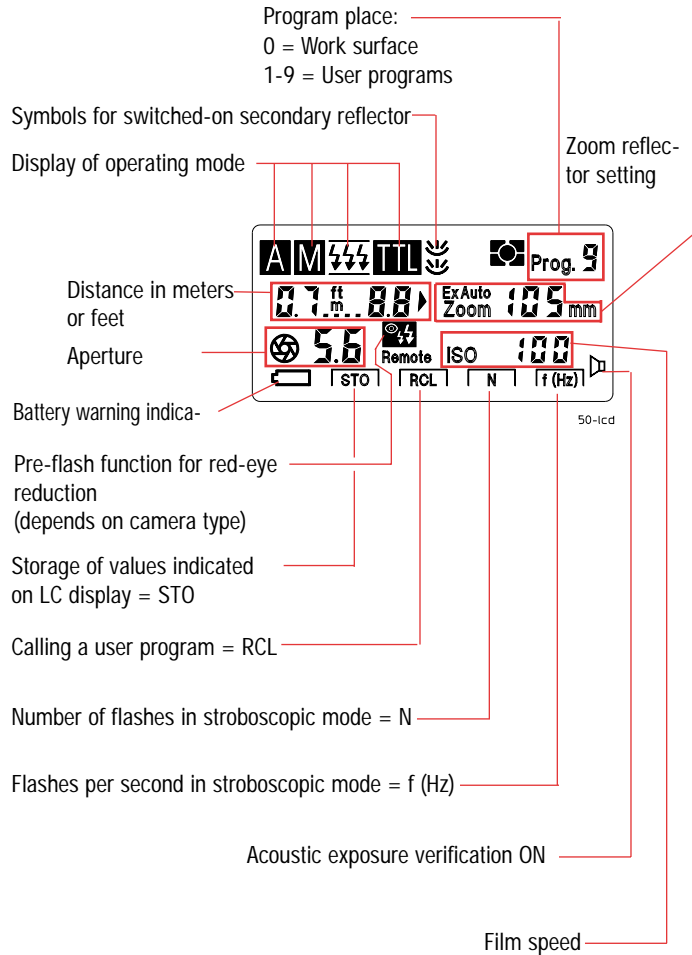 Program place:
0 = Work surface
1-9 = User programs
Symbols for switched-on secondary reflector
Display of operating mode
Zoom reflec-
tor setting
A M TTL
Prog. 9
Distance in meters
or feet
0.7 ft m... 8.8
Ex Auto
Zoom 105 mm
Aperture
5.6
Remote
ISO 100
Battery warning indica-
STO RCL N f (Hz)
50-lcd
Pre-flash function for red-eye
reduction
(depends on camera type)
Storage of values indicated
on LC display = STO
Calling a user program = RCL
Number of flashes in stroboscopic mode = N
Flashes per second in stroboscopic mode = f (Hz)
Acoustic exposure verification ON
Film speed